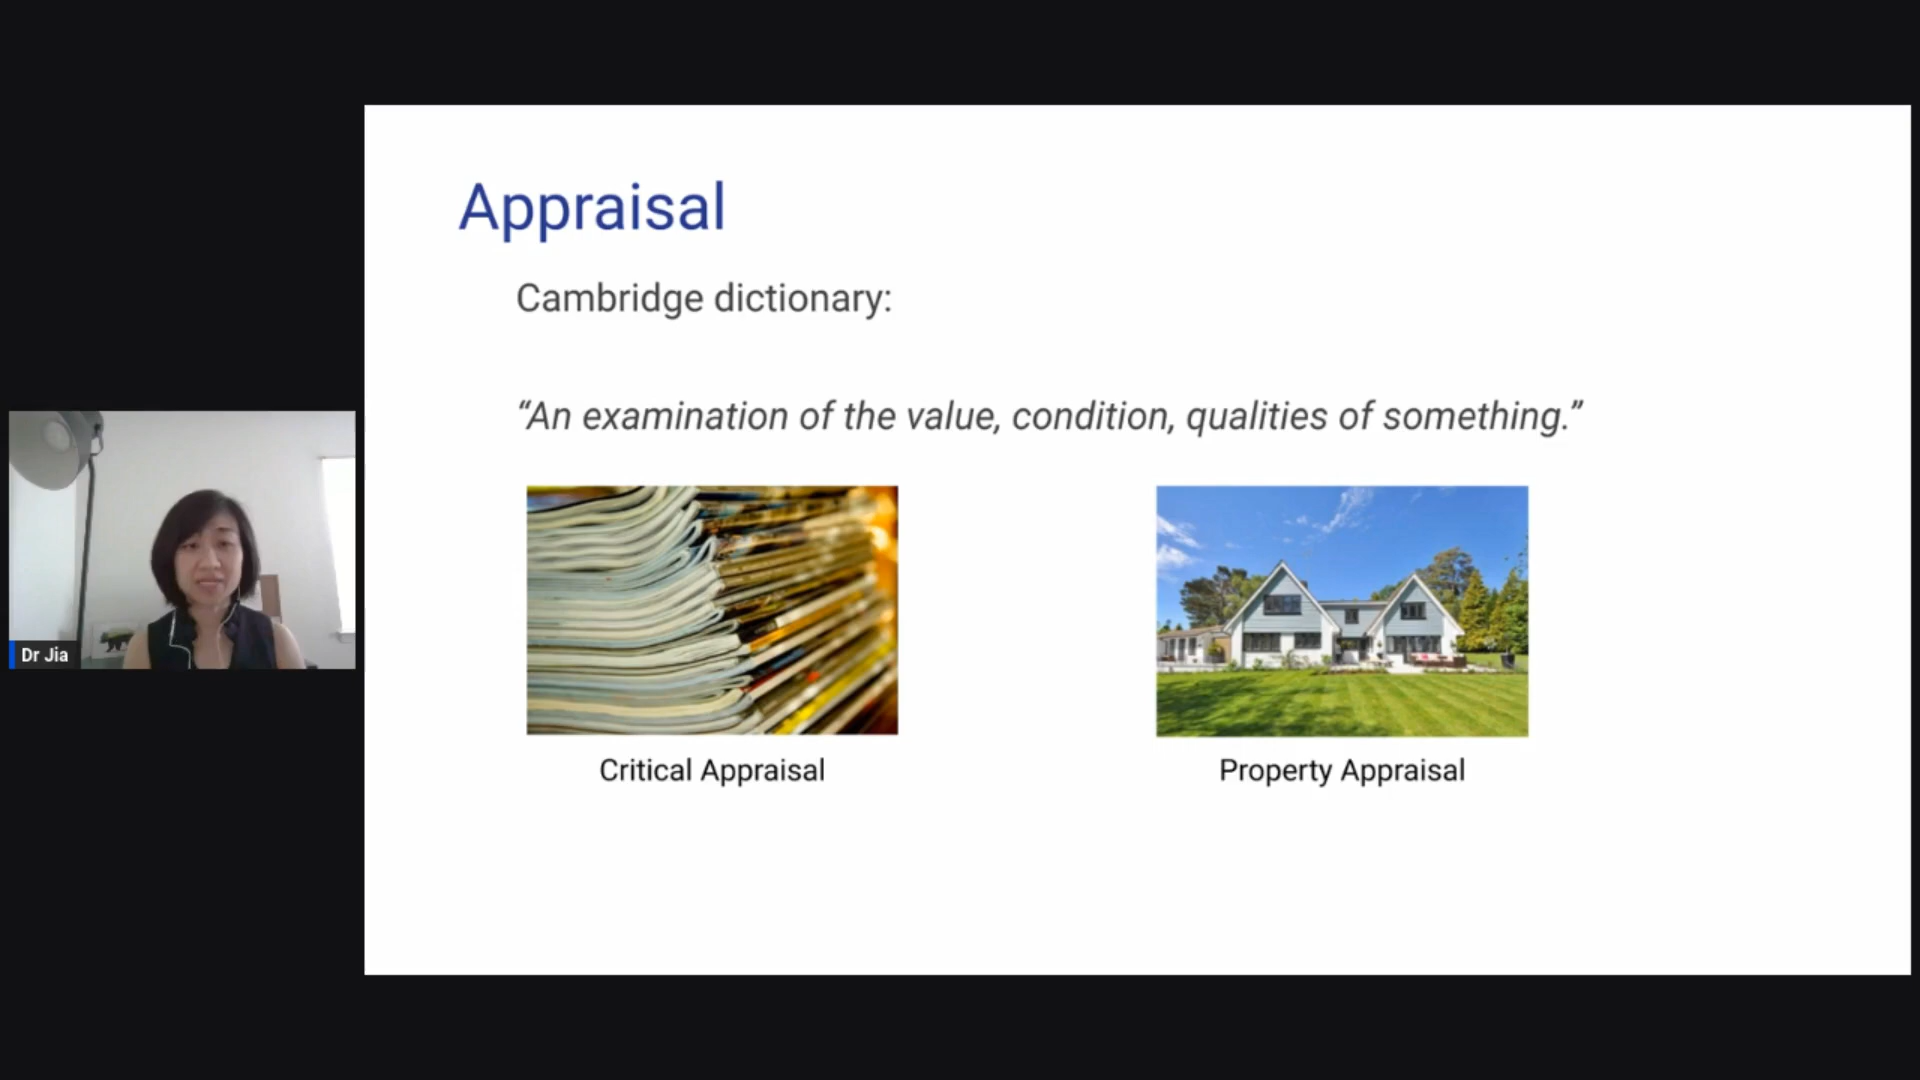 Appraisal
Cambridge dictionary:
“An examination of the value, condition, qualities of something.”
Critical Appraisal
Property Appraisal
Dr Jia